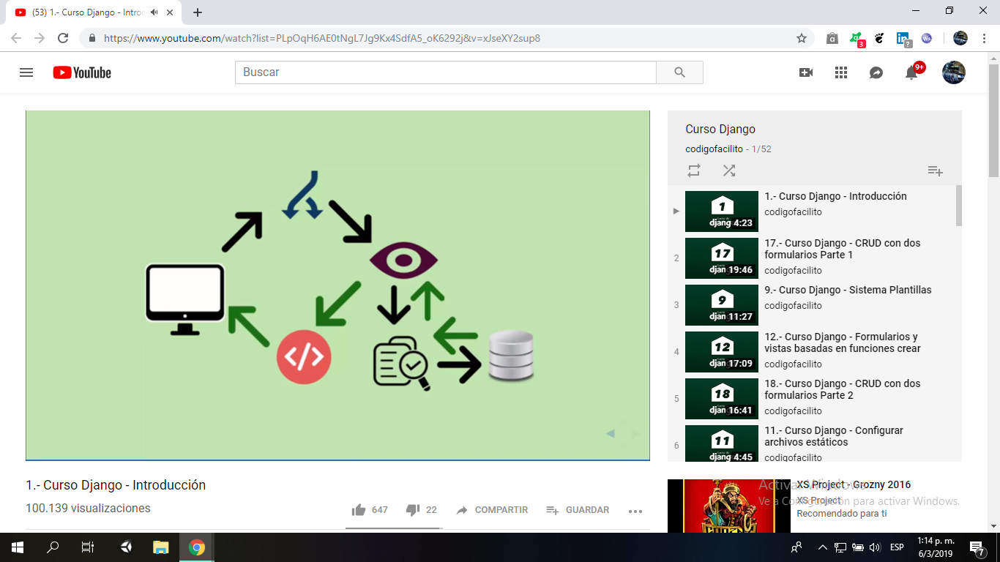 (53) 1.- Curso Django - Intro
https://www.youtube.com/watch?list=PLpOqH6AE0tNgL7Jg9Kx4SdfA5_oK6292j&v=xJseXY2sup8
3
?
Ws
YouTube
Buscar
9+
Curso Django
codigofacilito - 1/52
1
djang 4:23
1.- Curso Django - Introducción
codigofacilito
2
17
djan 19:46
17.- Curso Django - CRUD con dos
formularios Parte 1
codigofacilito
3
9
djan 11:27
9.- Curso Django - Sistema Plantillas
codigofacilito
4
12
djan 17:09
12.- Curso Django - Formularios y
vistas basadas en funciones crear
codigofacilito
5
18
djan 16:41
18.- Curso Django - CRUD con dos
formularios Parte 2
codigofacilito
6
11
djang 4:45
11.- Curso Django - Configurar
archivos estáticos
codigofacilito
</>
1.- Curso Django - Introducción
100.139 visualizaciones
647
22
COMPARTIR
GUARDAR
XS Project - Grozny 2016
XS Project
Recomendado para ti
Activar Windows
Ve a Configuración para activar Windows.
ESP
1:14 p. m.
6/3/2019
7